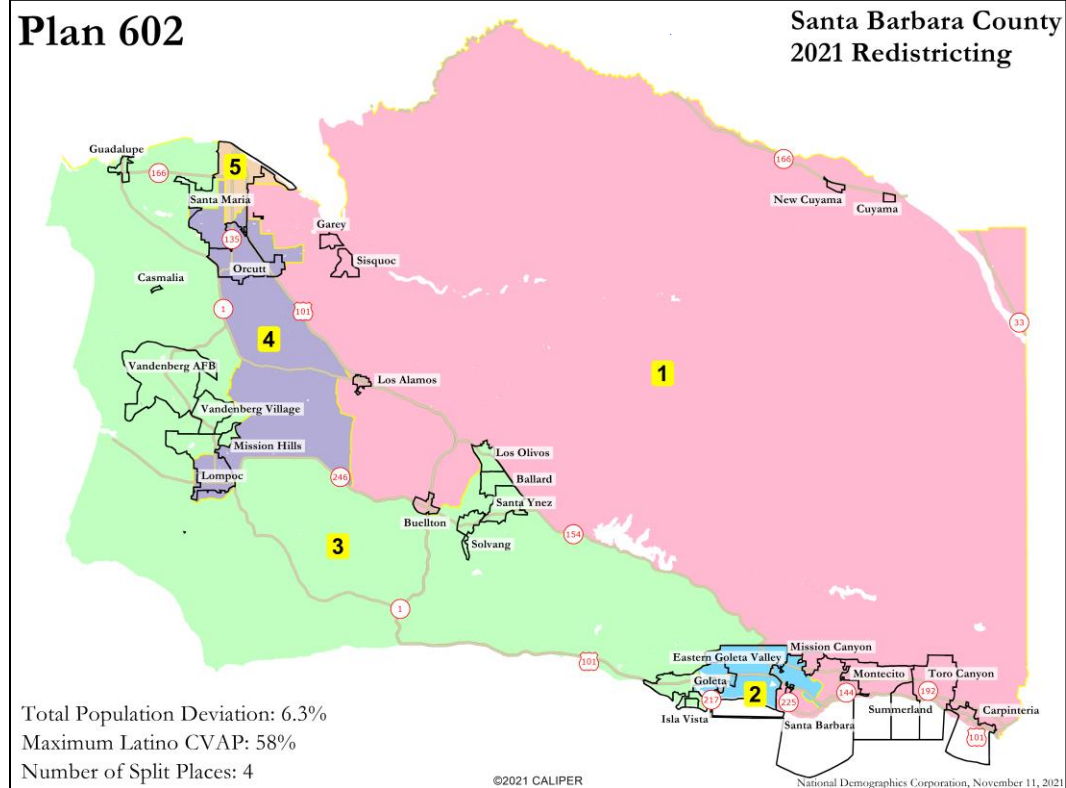 Plan 602
Santa Barbara County
2021 Redistricting
Guadalupe
166
5
Santa Maria
166
New Cuyama
Cuyama
135
Garey
Sisquoc
Orcutt
Casmalia
1
101
4
33
1
Vandenberg AFB
Los Alamos
Vandenberg Village
Mission Hills
Los Olivos
Lompoc
246
Ballard
Santa Ynez
Buellton
154
Solvang
3
1
101
Mission Canyon
Eastern Goleta Valley
Montecito
Toro Canyon
Goleta
2
217
225
144
192
Isla Vista
Santa Barbara
Summerland
Carpinteria
101
Total Population Deviation: 6.3%
Maximum Latino CVAP: 58%
Number of Split Places: 4
©2021 CALIPER
National Demographics Corporation, November 11, 2021